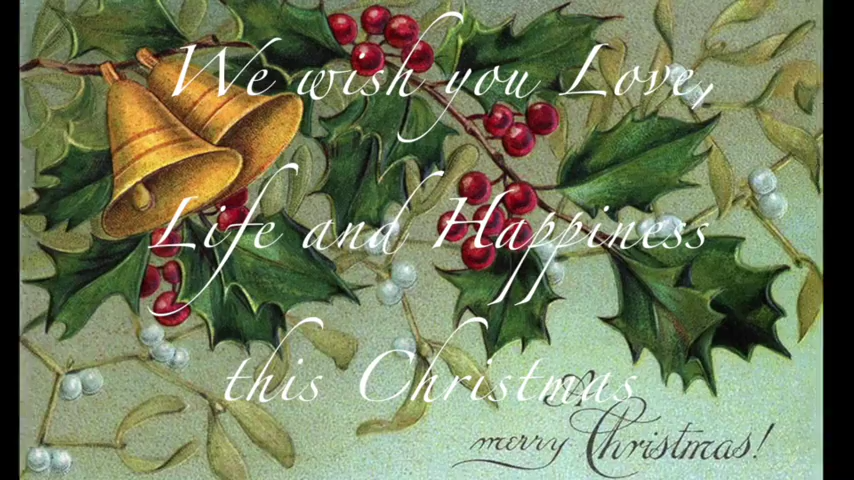 We wish you Love,
Life and Happiness
this Christmas
A
merry Christmas!